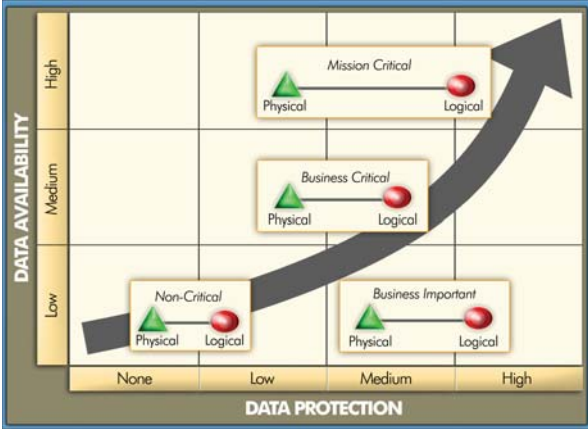 DATA AVAILABILITY
High
Mission Critical
Physical Logical
Medium
Business Critical
Physical Logical
Low
Non-Critical
Physical Logical
Business Important
Physical Logical
None Low Medium High
DATA PROTECTION